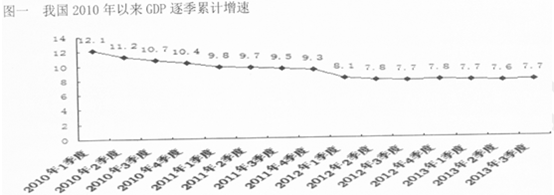 图一 我国2010年以来GDP逐季累计增速
14
12
10
8
6
4
2
0
12.1 11.2 10.7 10.4 9.8 9.7 9.5 9.3 8.1 7.8 7.7 7.8 7.7 7.6 7.7
2010年1季度 2010年2季度 2010年3季度 2010年4季度 2011年1季度 2011年2季度 2011年3季度 2011年4季度 2012年1季度 2012年2季度 2012年3季度 2012年4季度 2013年1季度 2013年2季度 2013年3季度